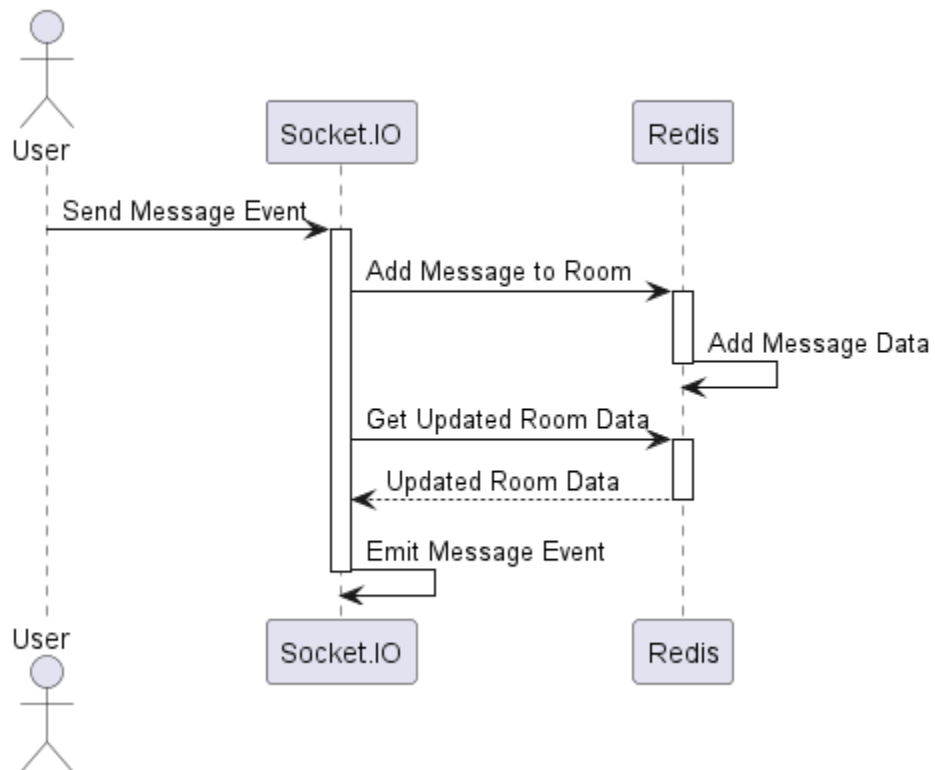 User
Socket.IO
Redis
Send Message Event
Add Message to Room
Add Message Data
Get Updated Room Data
Updated Room Data
Emit Message Event
User
Socket.IO
Redis